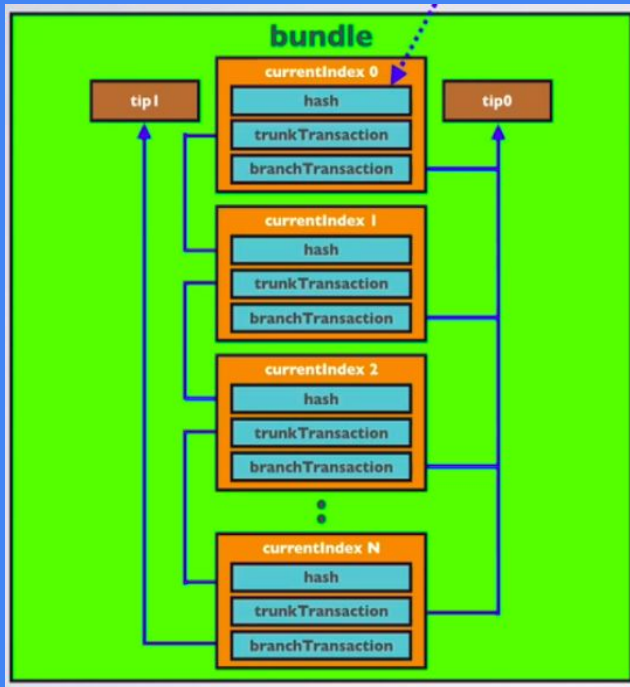 bundle
currentIndex 0
tip1
hash
tip0
trunkTransaction
branchTransaction
currentIndex 1
hash
trunkTransaction
branchTransaction
currentIndex 2
hash
trunkTransaction
branchTransaction
currentIndex N
hash
trunkTransaction
branchTransaction